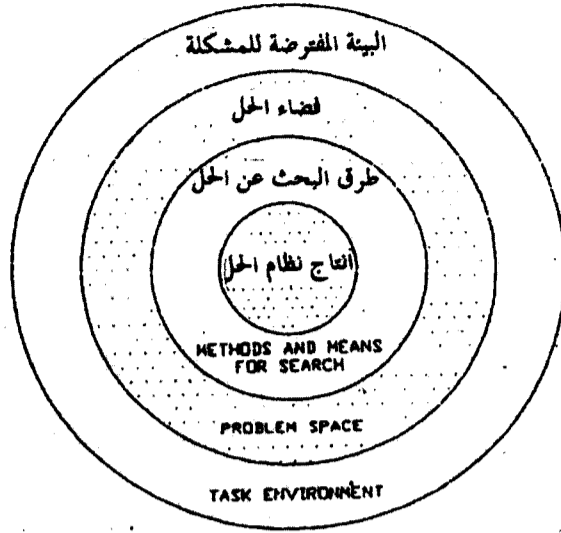 البيئة المفترضة للمشكلة
فضاء الحل
طرق البحث عن الحل
انتاج نظام الحل
METHODS AND MEANS
FOR SEARCH
PROBLEM SPACE
TASK ENVIRONMENT